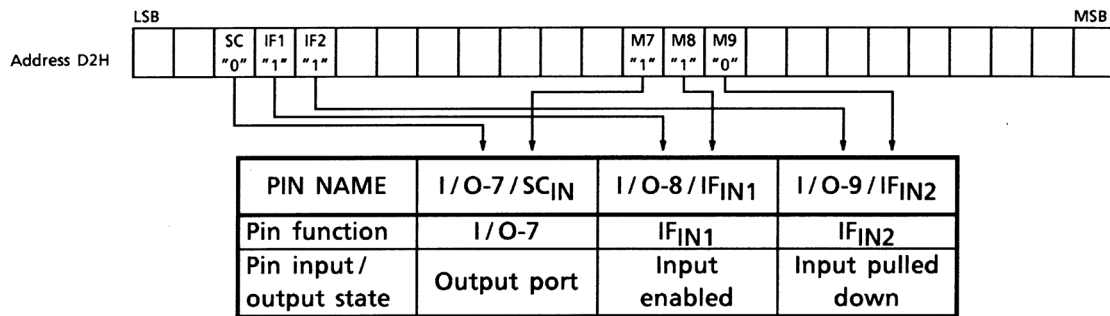 LSB MSB
SC IF1 IF2 M7 M8 M9
Address D2H
"0" "1" "1" "1" "1" "0"
PIN NAME I/O-7/SCIN I/O-8/IFIN1 I/O-9/IFIN2
Pin function I/O-7 IFIN1 IFIN2
Pin input/ output state Output port Input enabled Input pulled down